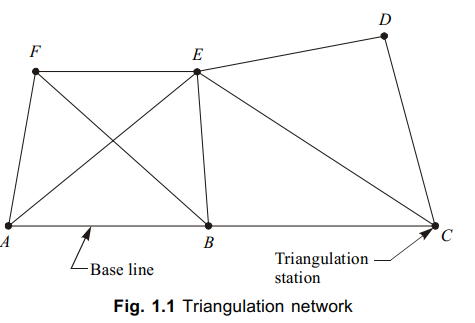 D
F
E
A
B
C
Base line
Triangulation
station
Fig. 1.1 Triangulation network